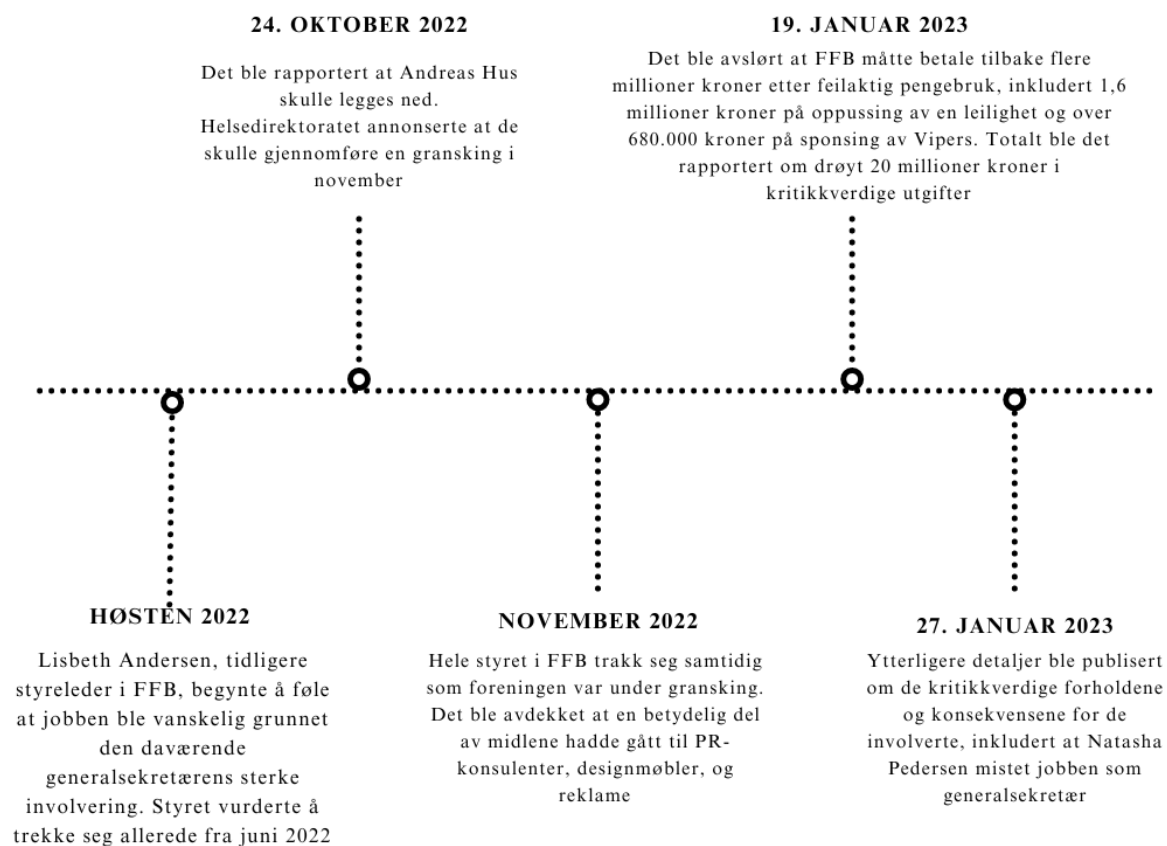 24. OKTOBER 2022
Det ble rapportert at Andreas Hus
skulle legges ned.
Helsedirektoratet annonserte at de
skulle gjennomføre en gransking i
november
19. JANUAR 2023
Det ble avslørt at FFB måtte betale tilbake flere
millioner kroner etter feilaktig pengebruk, inkludert 1,6
millioner kroner på oppussing av en leilighet og over
680.000 kroner på sponsing av Vipers. Totalt ble det
rapportert om drøyt 20 millioner kroner i
kritikkverdige utgifter
HØSTEN 2022
Lisbeth Andersen, tidligere
styreleder i FFB, begynte å føle
at jobben ble vanskelig grunnet
den daværende
generalsekretærens sterke
involvering. Styret vurderte å
trekke seg allerede fra juni 2022
NOVEMBER 2022
Hele styret i FFB trakk seg samtidig
som foreningen var under gransking.
Det ble avdekket at en betydelig del
av midlene hadde gått til PR-
konsulenter, designmøbler, og
reklame
27. JANUAR 2023
Ytterligere detaljer ble publisert
om de kritikkverdige forholdene
og konsekvensene for de
involverte, inkludert at Natasha
Pedersen mistet jobben som
generalsekretær